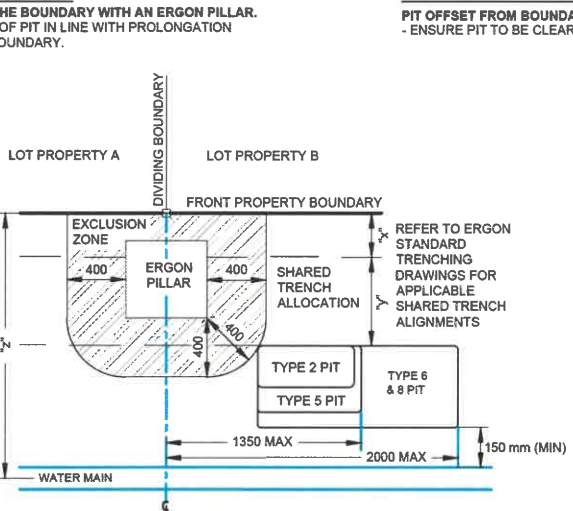 HE BOUNDARY WITH AN ERGON PILLAR.
OF PIT IN LINE WITH PROLONGATION
OUNDARY.
PIT OFFSET FROM BOUNDA
- ENSURE PIT TO BE CLEAR
DIVIDING BOUNDARY
LOT PROPERTY A
LOT PROPERTY B
FRONT PROPERTY BOUNDARY
EXCLUSION
ZONE
"x"
REFER TO ERGON
STANDARD
TRENCHING
DRAWINGS FOR
APPLICABLE
SHARED TRENCH
ALIGNMENTS
400
ERGON
PILLAR
400
SHARED
TRENCH
ALLOCATION
"y"
"z"
400
400
TYPE 2 PIT
TYPE 5 PIT
TYPE 6
& 8 PIT
1350 MAX
2000 MAX
150 mm (MIN)
WATER MAIN
℄